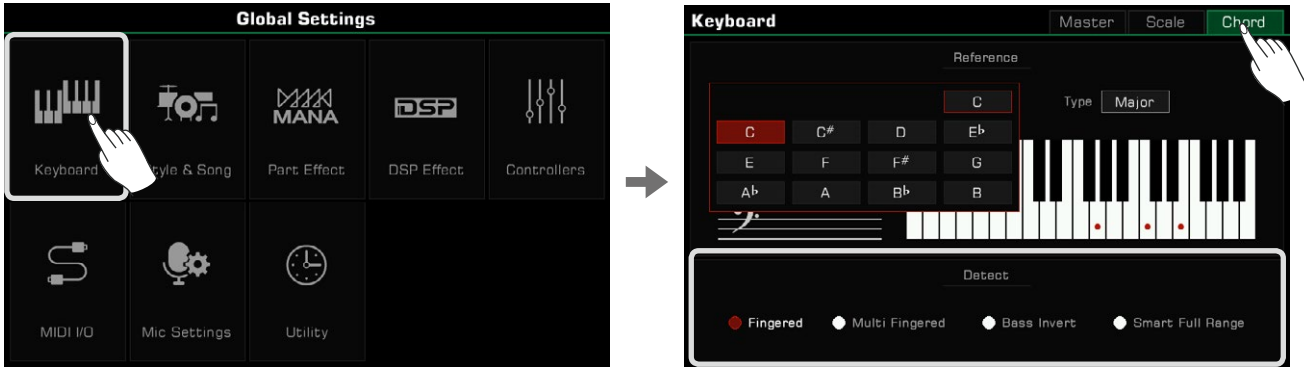 Global Settings
MANA
DSP
Keyboard
Style & Song
Part Effect
DSP Effect
Controllers
MIDI I/O
Mic Settings
Utility
Keyboard
Master Scale Chord
Reference
C
Type Major
C C# D E♭
E F F# G
A♭ A B♭ B
Detect
Fingered Multi Fingered Bass Invert Smart Full Range